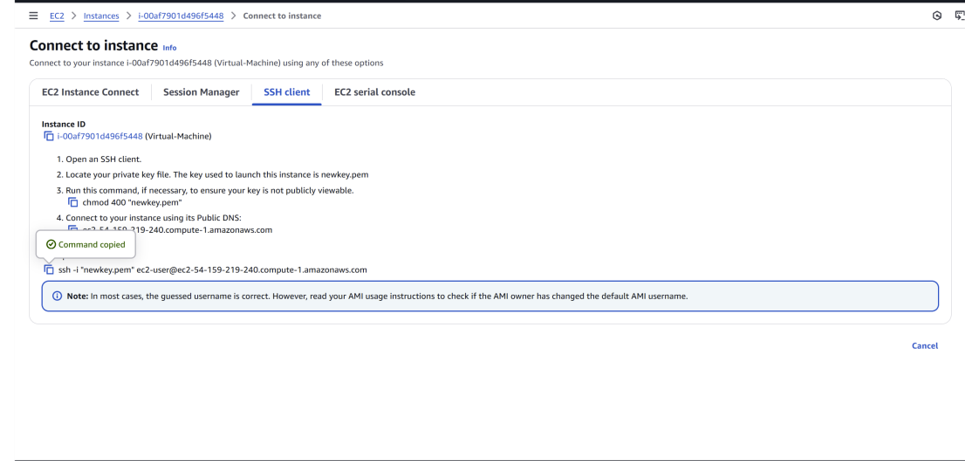 EC2 > Instances > i-00af7901d496f5448 > Connect to instance
Connect to instance Info
Connect to your instance i-00af7901d496f5448 (Virtual-Machine) using any of these options
EC2 Instance Connect Session Manager SSH client EC2 serial console
Instance ID
i-00af7901d496f5448 (Virtual-Machine)
1. Open an SSH client.
2. Locate your private key file. The key used to launch this instance is newkey.pem
3. Run this command, if necessary, to ensure your key is not publicly viewable.
chmod 400 "newkey.pem"
4. Connect to your instance using its Public DNS:
ec2-54-159-219-240.compute-1.amazonaws.com
Command copied
ssh -i "newkey.pem" ec2-user@ec2-54-159-219-240.compute-1.amazonaws.com
Note: In most cases, the guessed username is correct. However, read your AMI usage instructions to check if the AMI owner has changed the default AMI username.
Cancel